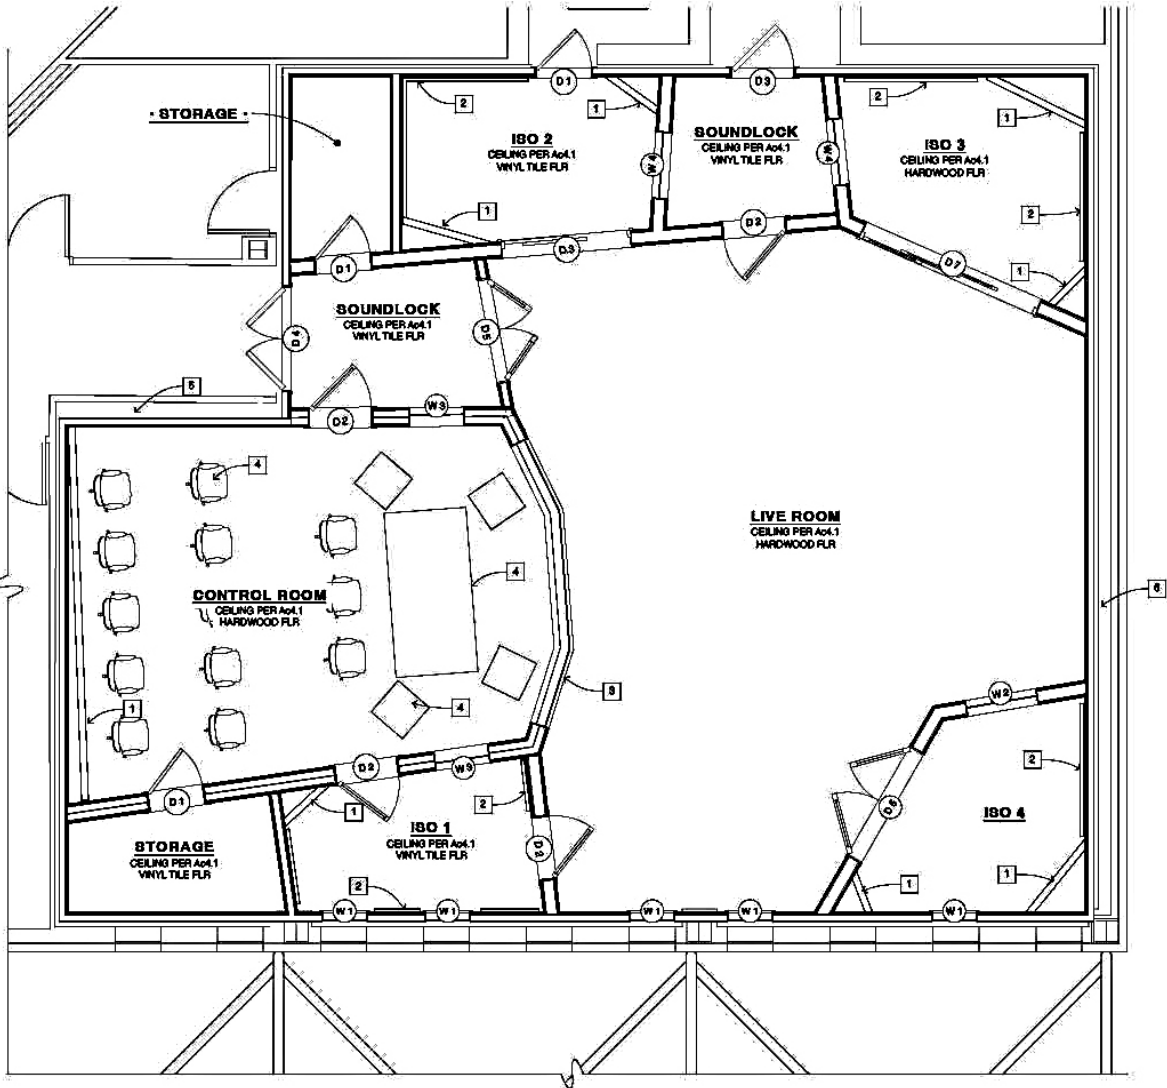 D1
D3
2
2
1
1
STORAGE
SOUNDLOCK
CEILING PER Ac4.1
VINYL TILE FLR
ISO 2
CEILING PER Ac4.1
VINYL TILE FLR
ISO 3
CEILING PER Ac4.1
HARDWOOD FLR
W4
W4
1
2
D2
D3
D1
D7
1
SOUNDLOCK
CEILING PER Ac4.1
VINYL TILE FLR
D4
D5
5
W3
D2
4
LIVE ROOM
CEILING PER Ac4.1
HARDWOOD FLR
4
CONTROL ROOM
CEILING PER Ac4.1
HARDWOOD FLR
6
3
W2
1
4
D2
W3
2
D1
1
2
D6
ISO 4
ISO 1
CEILING PER Ac4.1
VINYL TILE FLR
STORAGE
CEILING PER Ac4.1
VINYL TILE FLR
1
1
2
W1
W1
W1
W1
W1